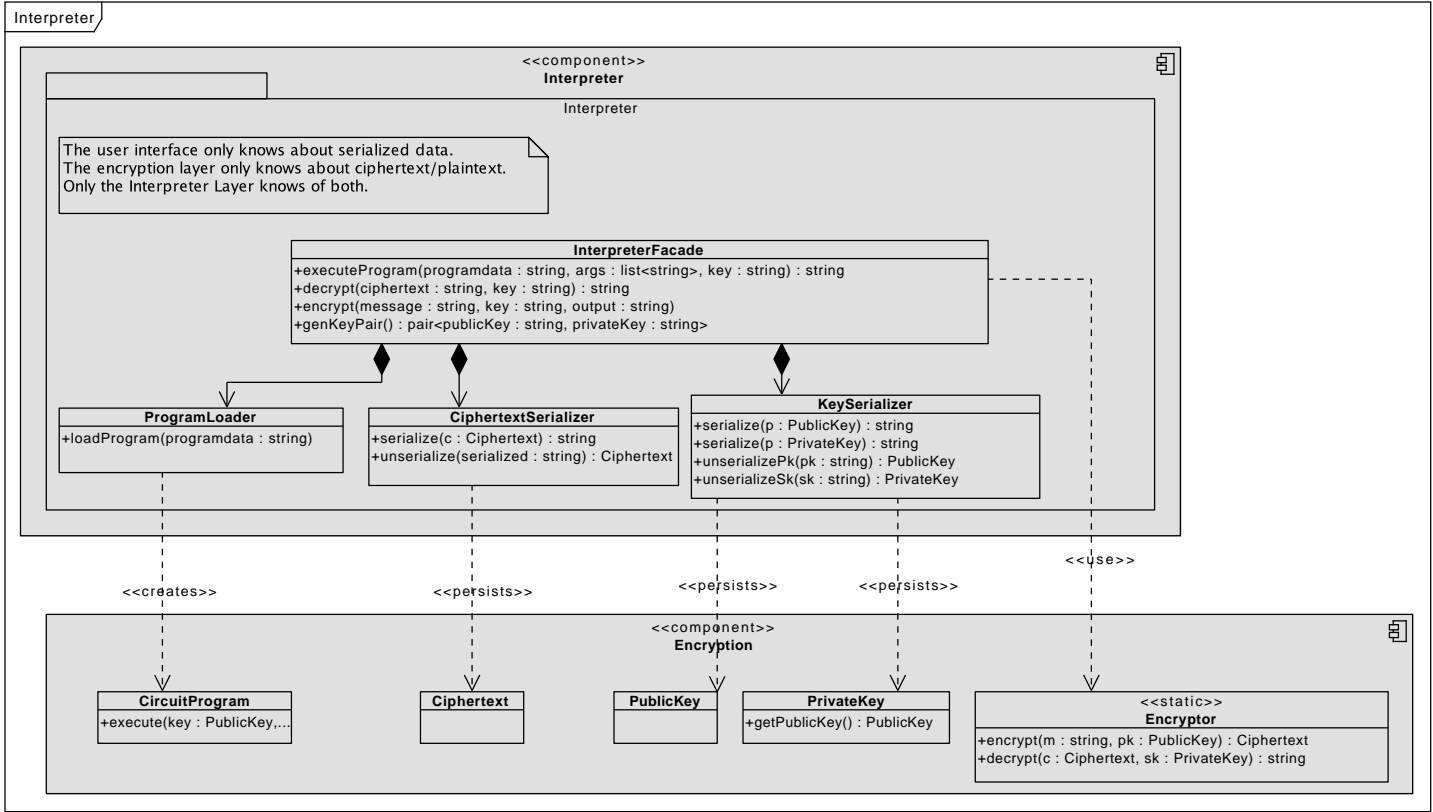 Interpreter
<<component>>
Interpreter
Interpreter
The user interface only knows about serialized data.
The encryption layer only knows about ciphertext/plaintext.
Only the Interpreter Layer knows of both.
InterpreterFacade
+executeProgram(programdata : string, args : list<string>, key : string) : string
+decrypt(ciphertext : string, key : string) : string
+encrypt(message : string, key : string, output : string)
+genKeyPair() : pair<publicKey : string, privateKey : string>
ProgramLoader
+loadProgram(programdata : string)
CiphertextSerializer
+serialize(c : Ciphertext) : string
+unserialize(serialized : string) : Ciphertext
KeySerializer
+serialize(p : PublicKey) : string
+serialize(p : PrivateKey) : string
+unserializePk(pk : string) : PublicKey
+unserializeSk(sk : string) : PrivateKey
<<creates>>
<<persists>>
<<persists>>
<<persists>>
<<use>>
<<component>>
Encryption
CircuitProgram
+execute(key : PublicKey,...
Ciphertext
PublicKey
PrivateKey
+getPublicKey() : PublicKey
<<static>>
Encryptor
+encrypt(m : string, pk : PublicKey) : Ciphertext
+decrypt(c : Ciphertext, sk : PrivateKey) : string